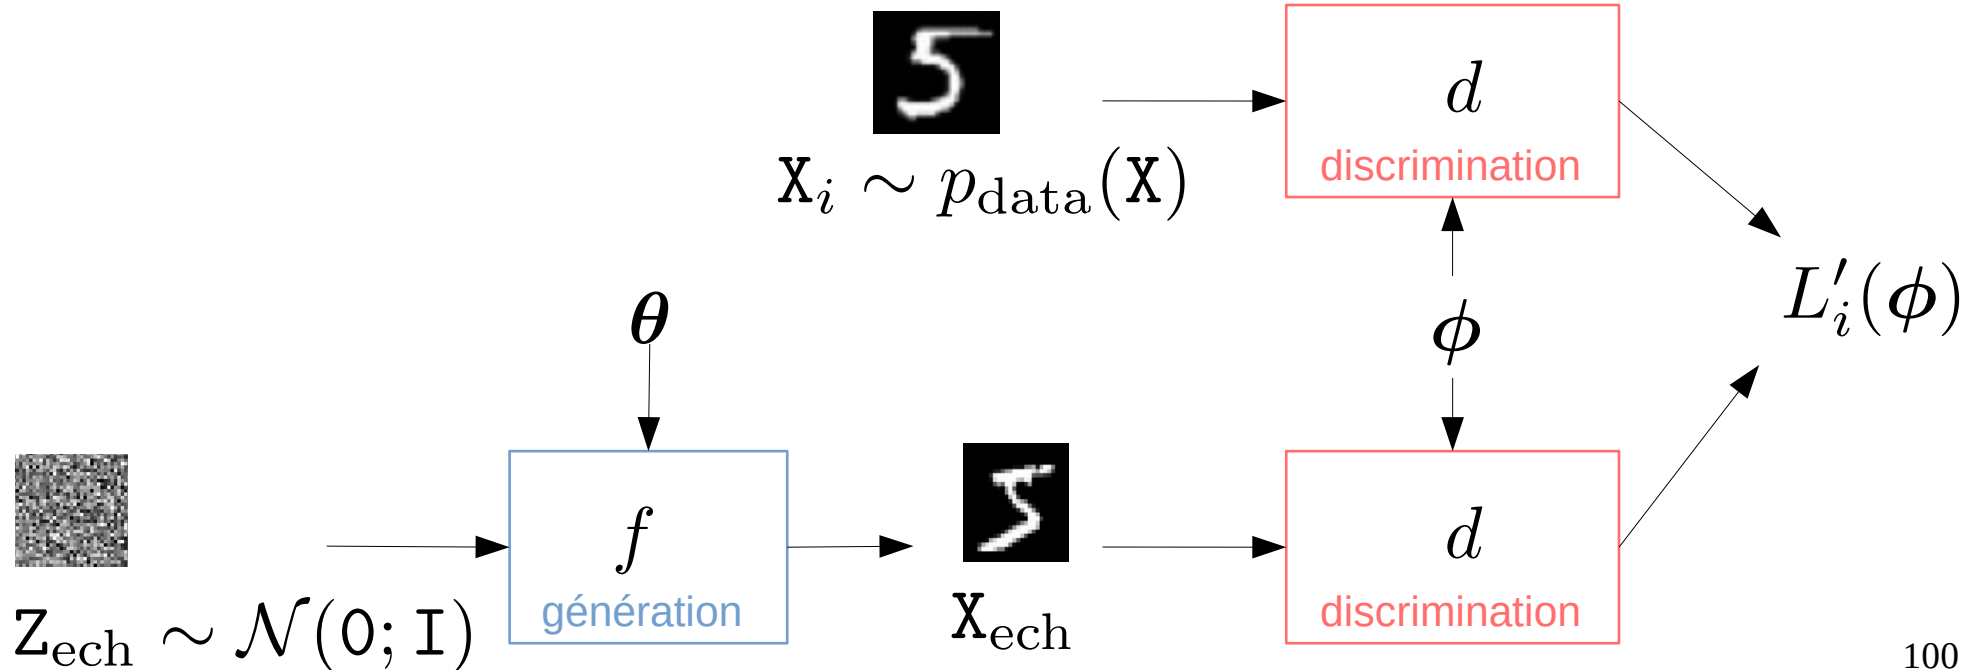 d
discrimination
X_i ∼ p_data(X)
θ
ϕ
L′_i(ϕ)
f
génération
d
discrimination
Z_ech ∼ 𝒩(0; I)
X_ech
100